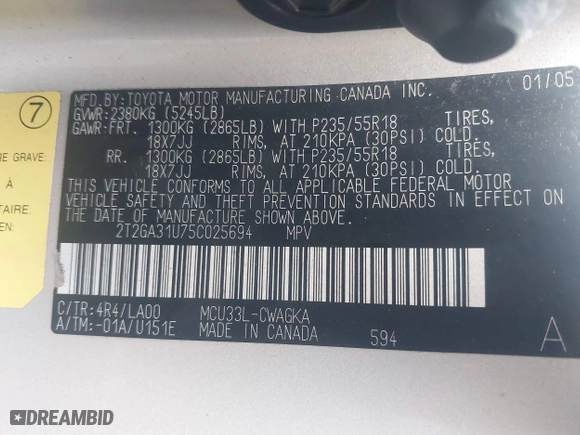 MFD.BY:TOYOTA MOTOR MANUFACTURING CANADA INC. 01/05
GVWR:2380KG (5245LB)
GAWR:FRT. 1300KG (2865LB) WITH P235/55R18 TIRES,
18X7JJ RIMS, AT 210KPA (30PSI) COLD.
RR. 1300KG (2865LB) WITH P235/55R18 TIRES,
18X7JJ RIMS, AT 210KPA (30PSI) COLD.
THIS VEHICLE CONFORMS TO ALL APPLICABLE FEDERAL MOTOR
VEHICLE SAFETY AND THEFT PREVENTION STANDARDS IN EFFECT ON
THE DATE OF MANUFACTURE SHOWN ABOVE.
2T2GA31U75C025694 MPV
C/TR:4R4/LA00 MCU33L-CWAGKA
A/TM:-01A/U151E MADE IN CANADA 594 A
7
RE GRAVE.
À
TAIRE.
EN:
DREAMBID